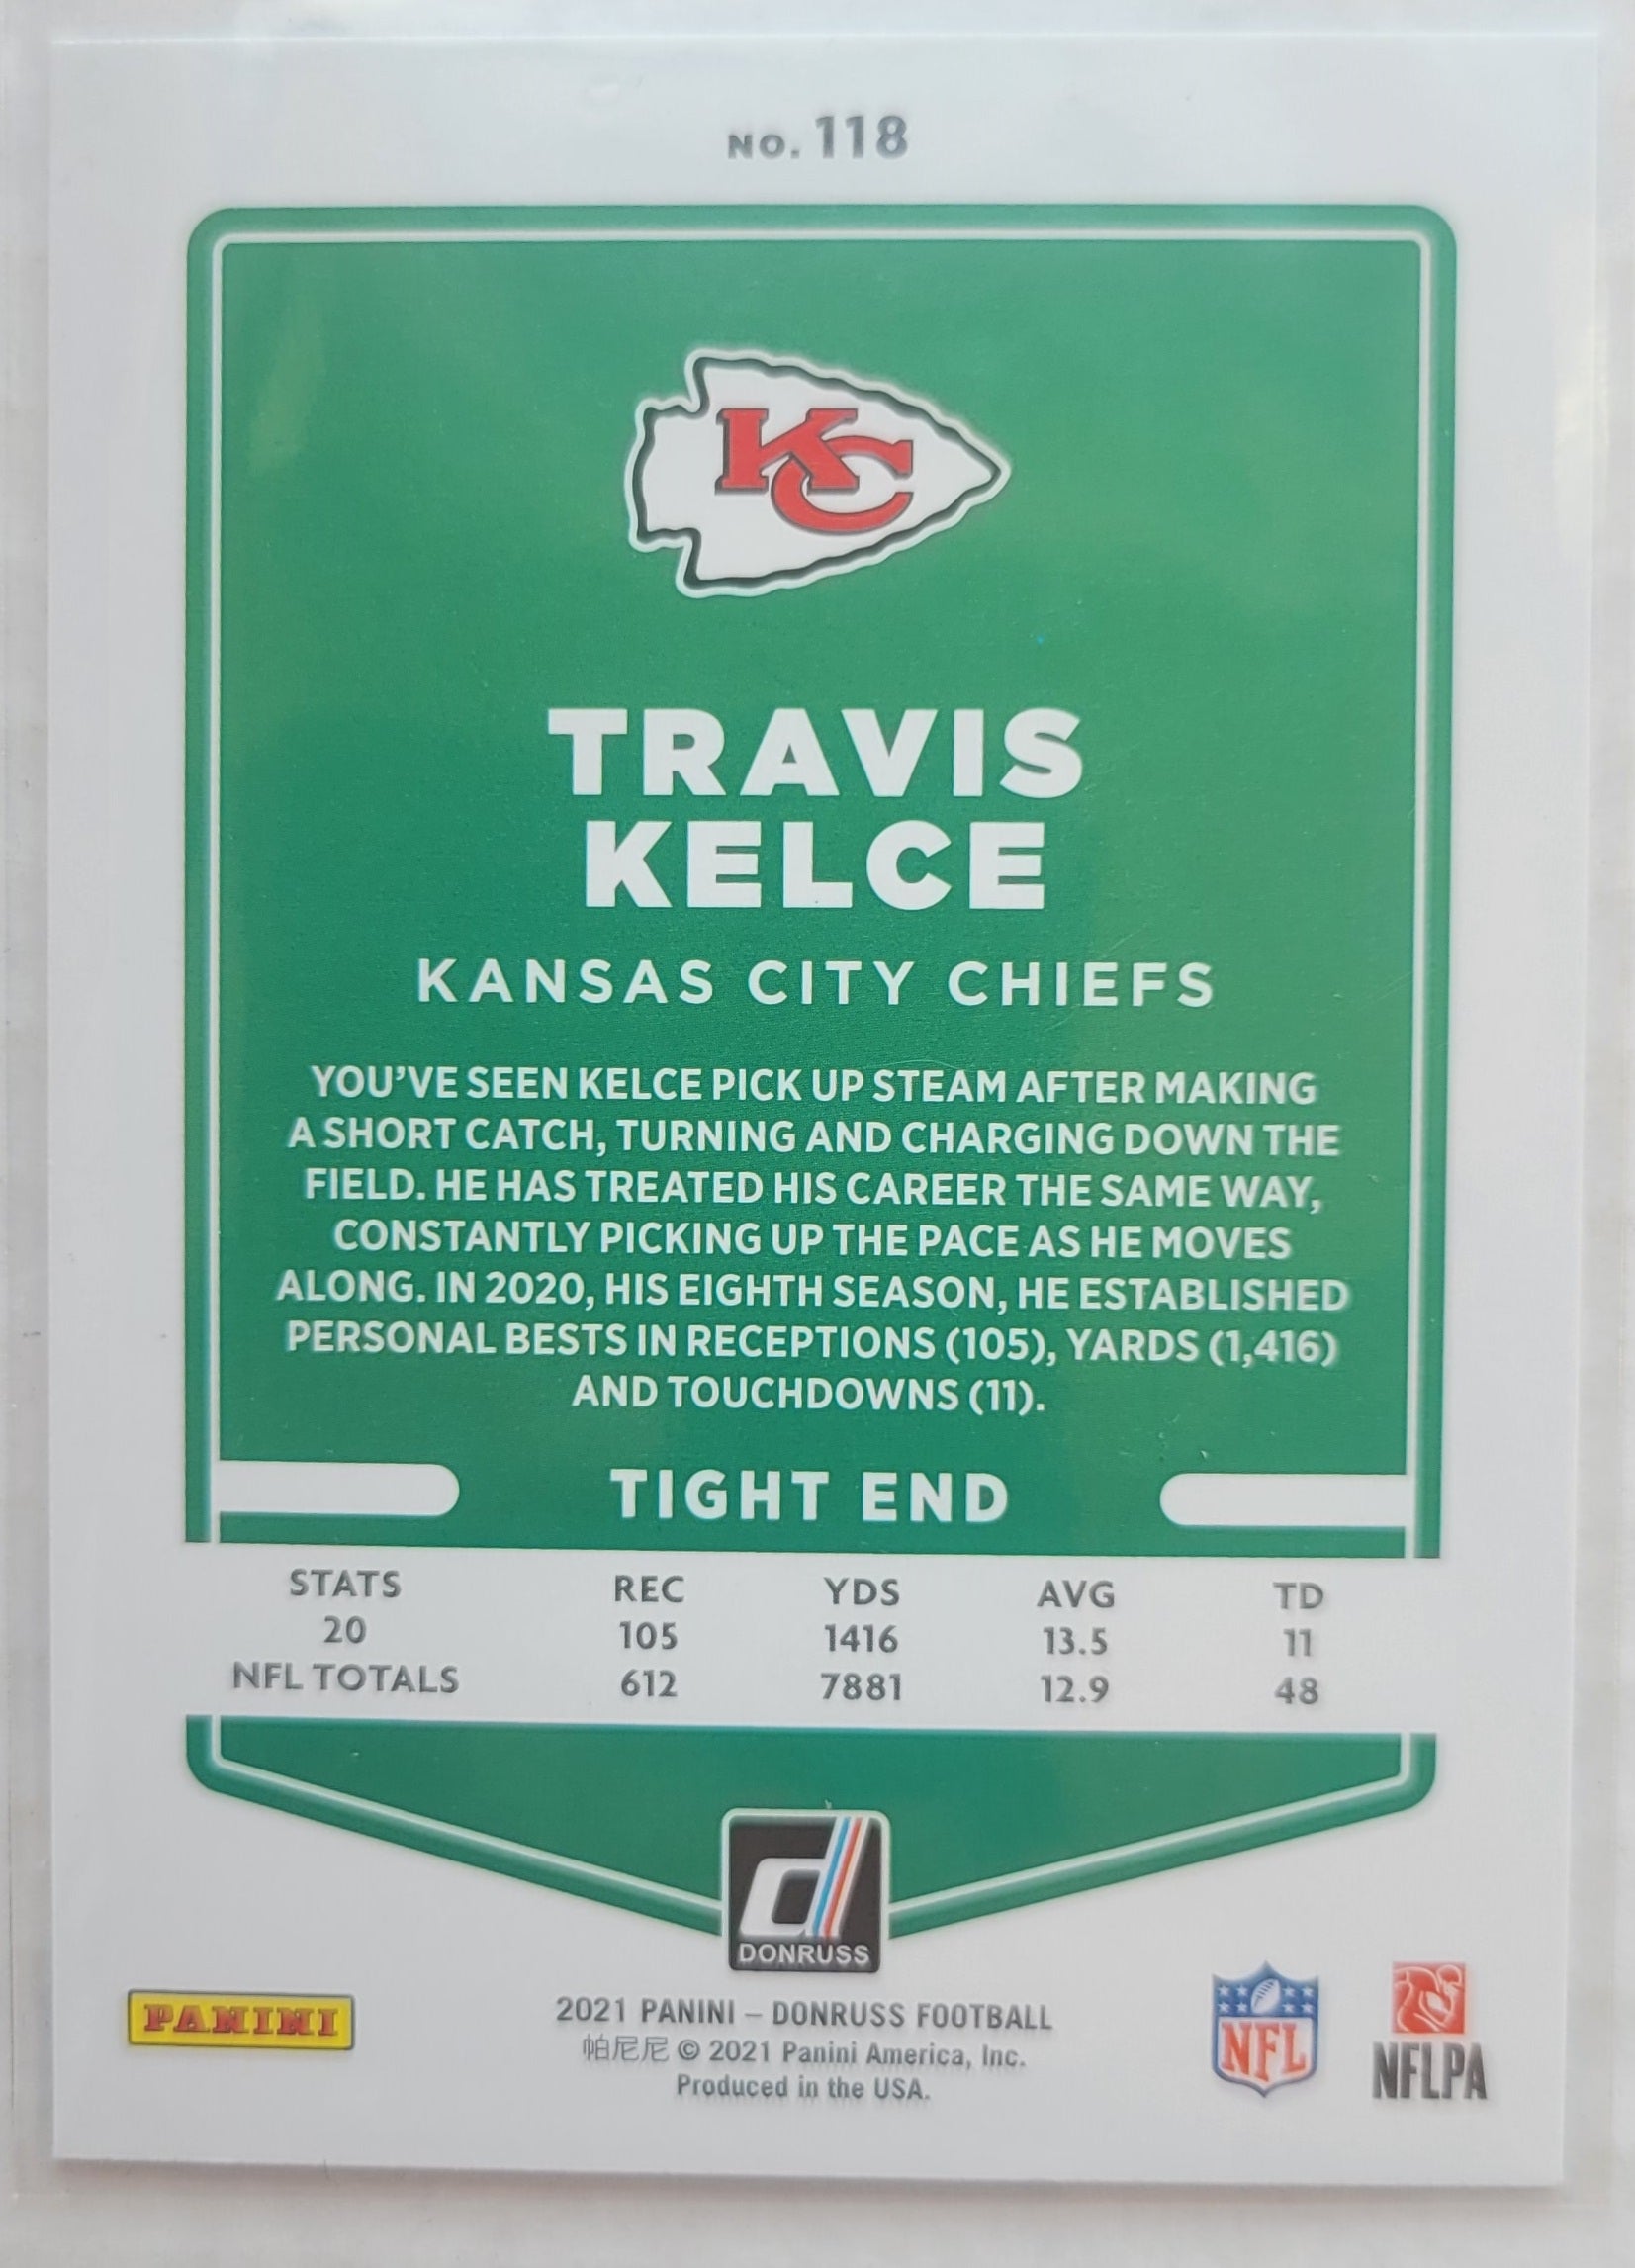 NO. 118
KC
TRAVIS
KELCE
KANSAS CITY CHIEFS
YOU'VE SEEN KELCE PICK UP STEAM AFTER MAKING
A SHORT CATCH, TURNING AND CHARGING DOWN THE
FIELD. HE HAS TREATED HIS CAREER THE SAME WAY,
CONSTANTLY PICKING UP THE PACE AS HE MOVES
ALONG. IN 2020, HIS EIGHTH SEASON, HE ESTABLISHED
PERSONAL BESTS IN RECEPTIONS (105), YARDS (1,416)
AND TOUCHDOWNS (11).
TIGHT END
STATS REC YDS AVG TD
20 105 1416 13.5 11
NFL TOTALS 612 7881 12.9 48
d
DONRUSS
PANINI
2021 PANINI – DONRUSS FOOTBALL
帕尼尼 © 2021 Panini America, Inc.
Produced in the USA.
NFL
NFLPA